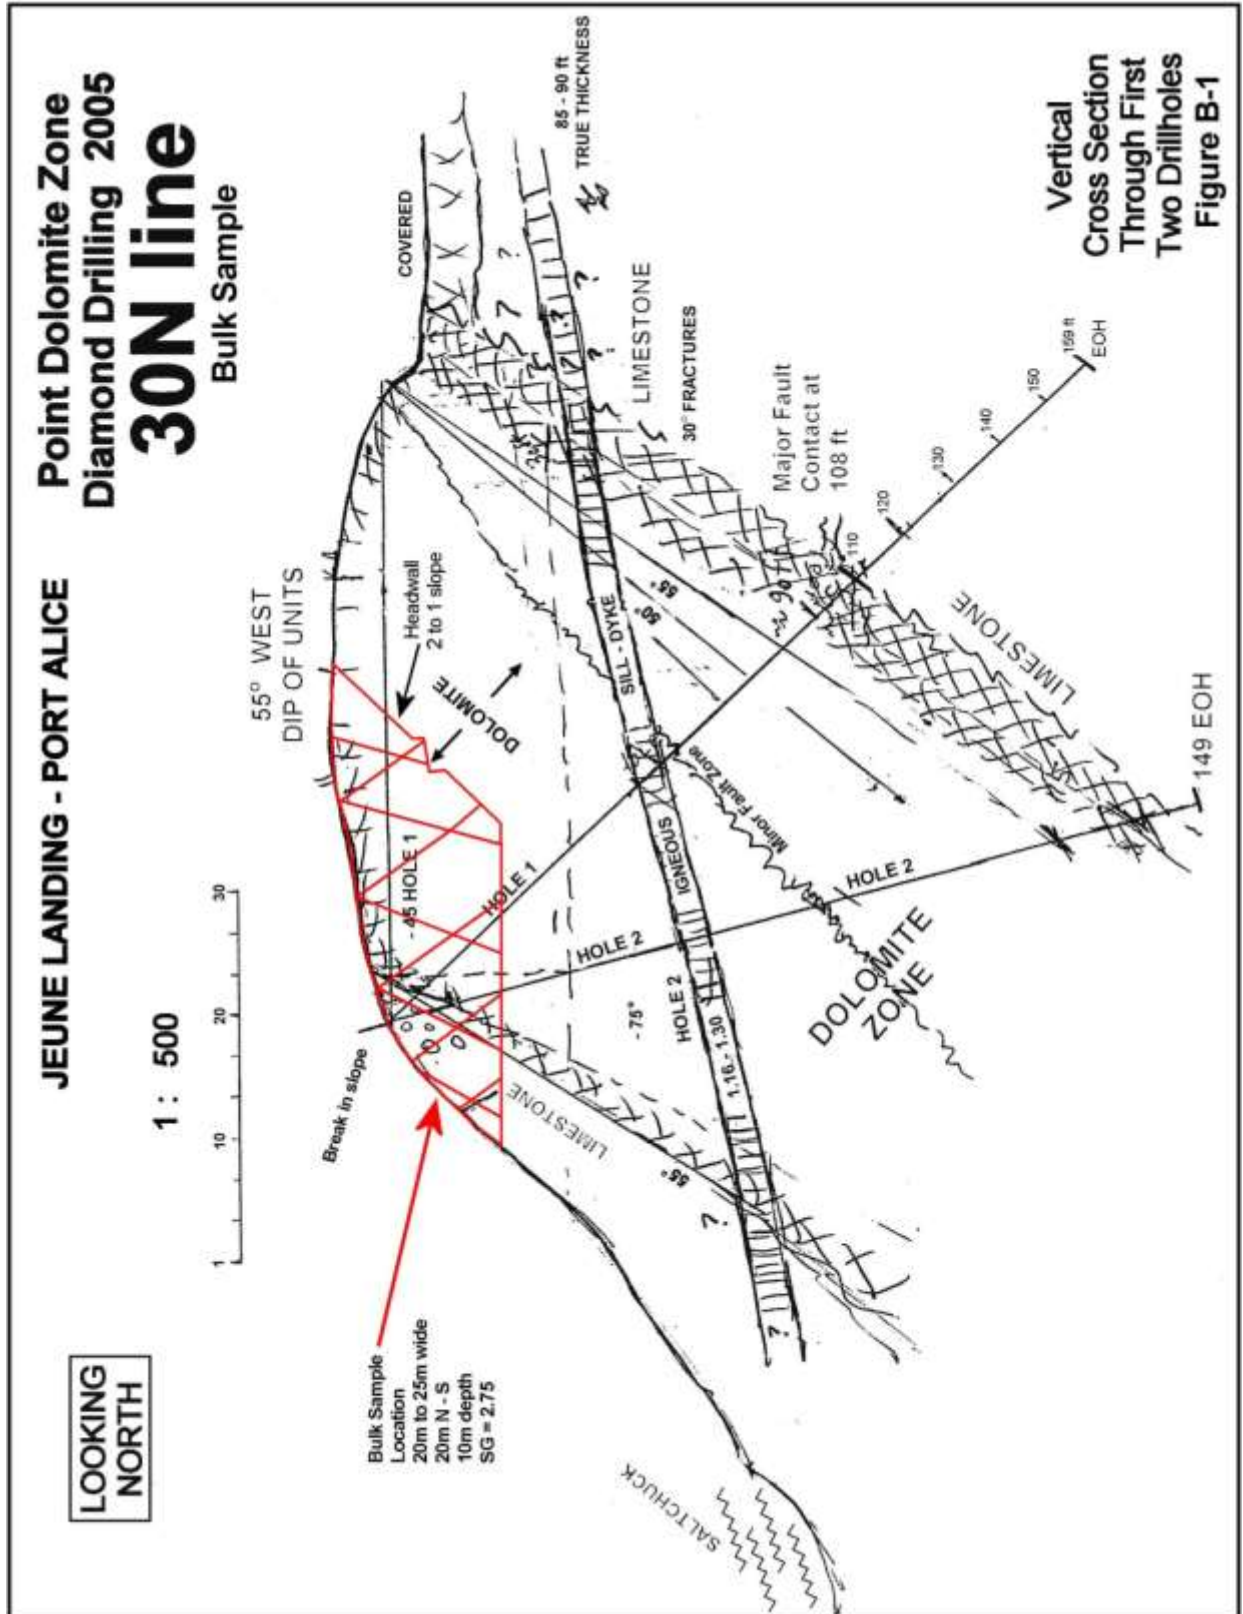 LOOKING
NORTH
JEUNE LANDING - PORT ALICE
Point Dolomite Zone
Diamond Drilling 2005
30N line
Bulk Sample
1 : 500
1
10
20
30
55° WEST
DIP OF UNITS
Break in slope
Headwall
2 to 1 slope
COVERED
85 - 90 ft
TRUE THICKNESS
Bulk Sample
Location
20m to 25m wide
20m N - S
10m depth
SG = 2.75
- 45 HOLE 1
HOLE 1
DOLOMITE
LIMESTONE
HOLE 2
-75°
HOLE 2
1.16 - 1.30
IGNEOUS
SILL - DYKE
50°
55°
55°
?
?
?
?
?
?
LIMESTONE
30° FRACTURES
Major Fault
Contact at
108 ft
Minor Fault Zone
HOLE 2
DOLOMITE
ZONE
~ 90 ft
110
120
130
140
150
159 ft
EOH
LIMESTONE
149 EOH
SALTCHUCK
Vertical
Cross Section
Through First
Two Drillholes
Figure B-1